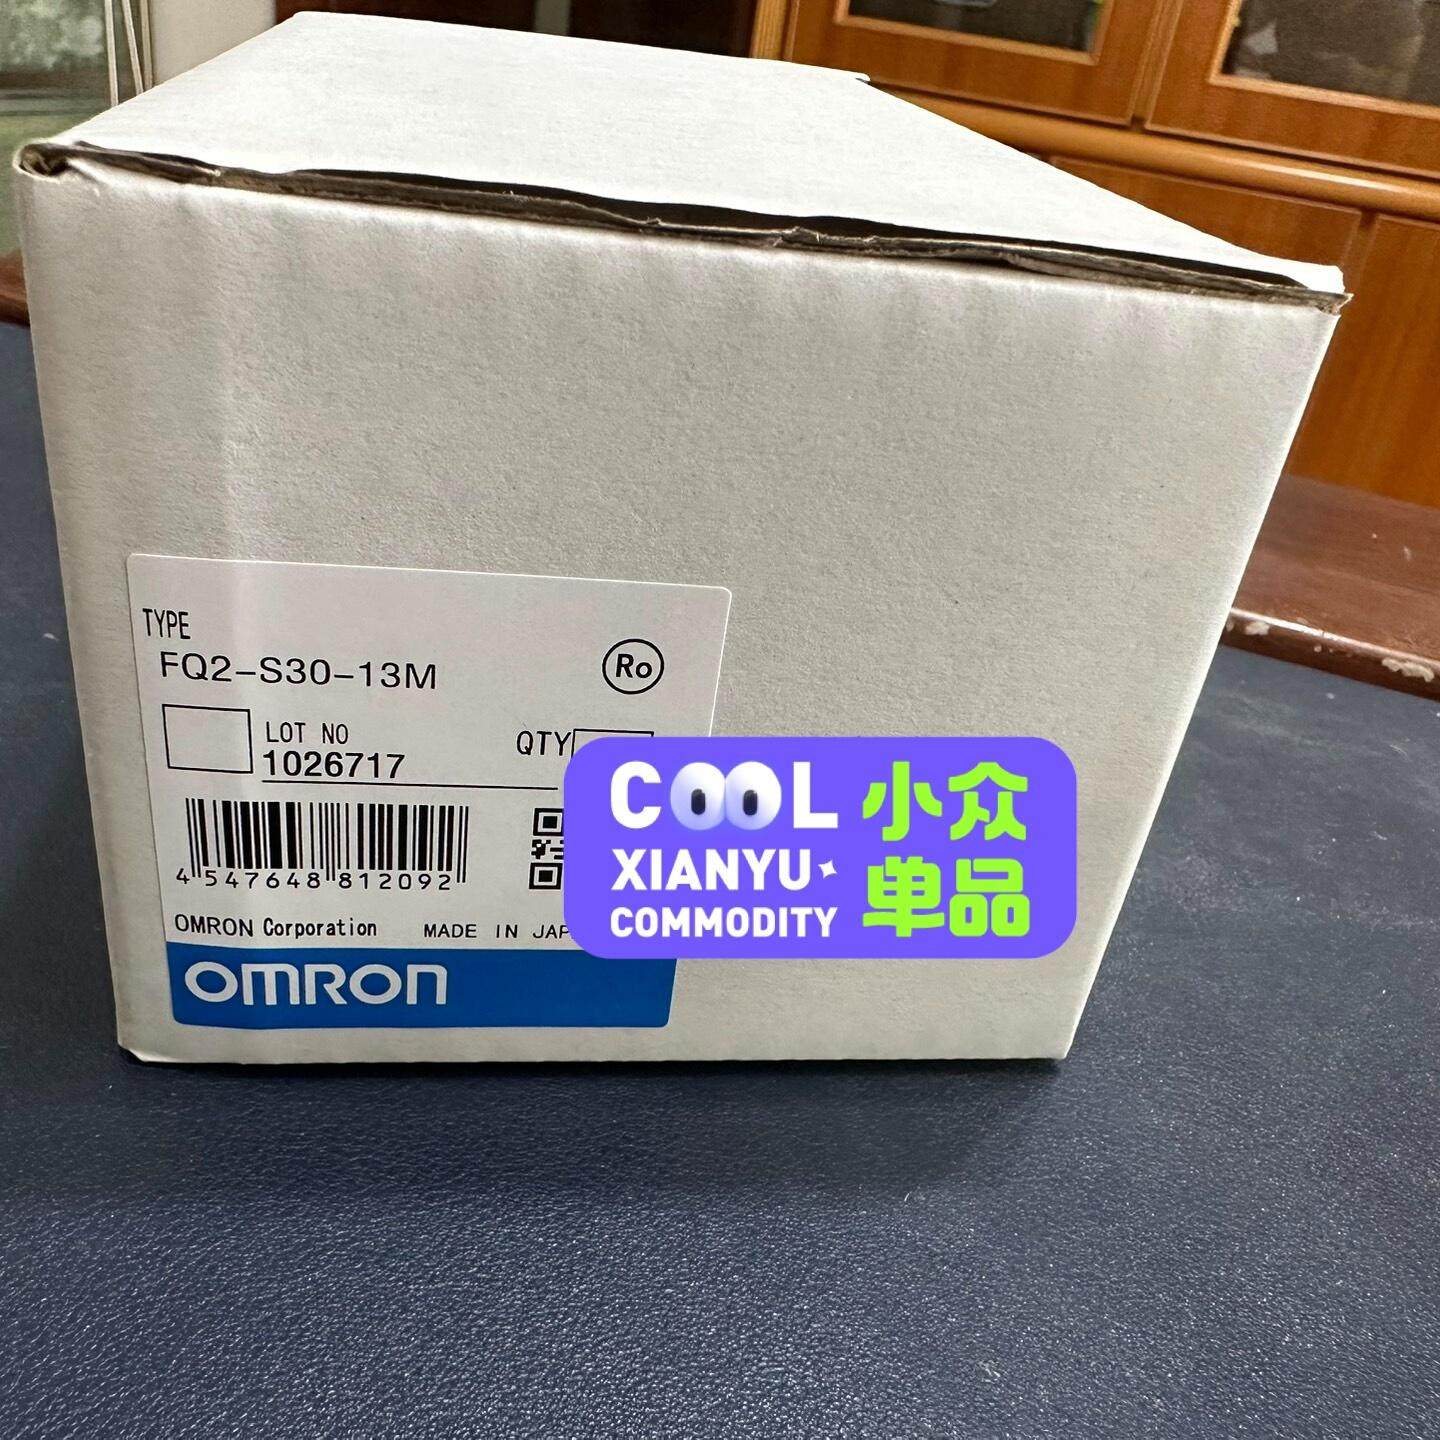 TYPE
FQ2-S30-13M
Ro
LOT NO
1026717
QTY
4 547648 812092
OMRON Corporation
MADE IN
OMRON
COOL
XIANYU
COMMODITY
小众
单品